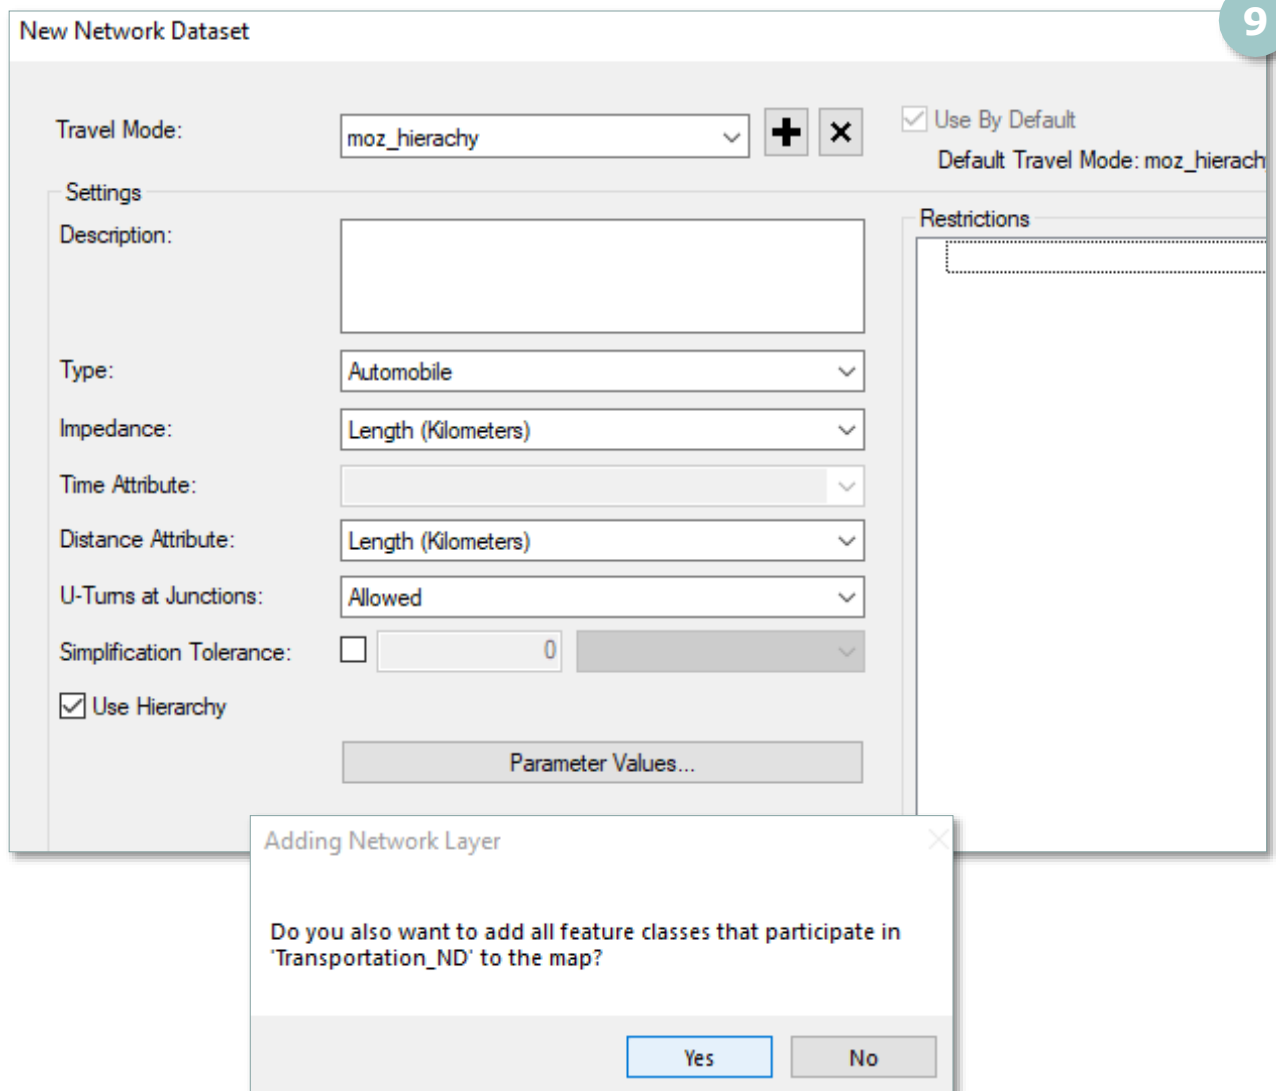 9
New Network Dataset
Travel Mode:
moz_hierachy
Use By Default
Default Travel Mode: moz_hierach
Settings
Description:
Restrictions
Type:
Automobile
Impedance:
Length (Kilometers)
Time Attribute:
Distance Attribute:
Length (Kilometers)
U-Turns at Junctions:
Allowed
Simplification Tolerance:
0
Use Hierarchy
Parameter Values...
Adding Network Layer
Do you also want to add all feature classes that participate in
'Transportation_ND' to the map?
Yes
No